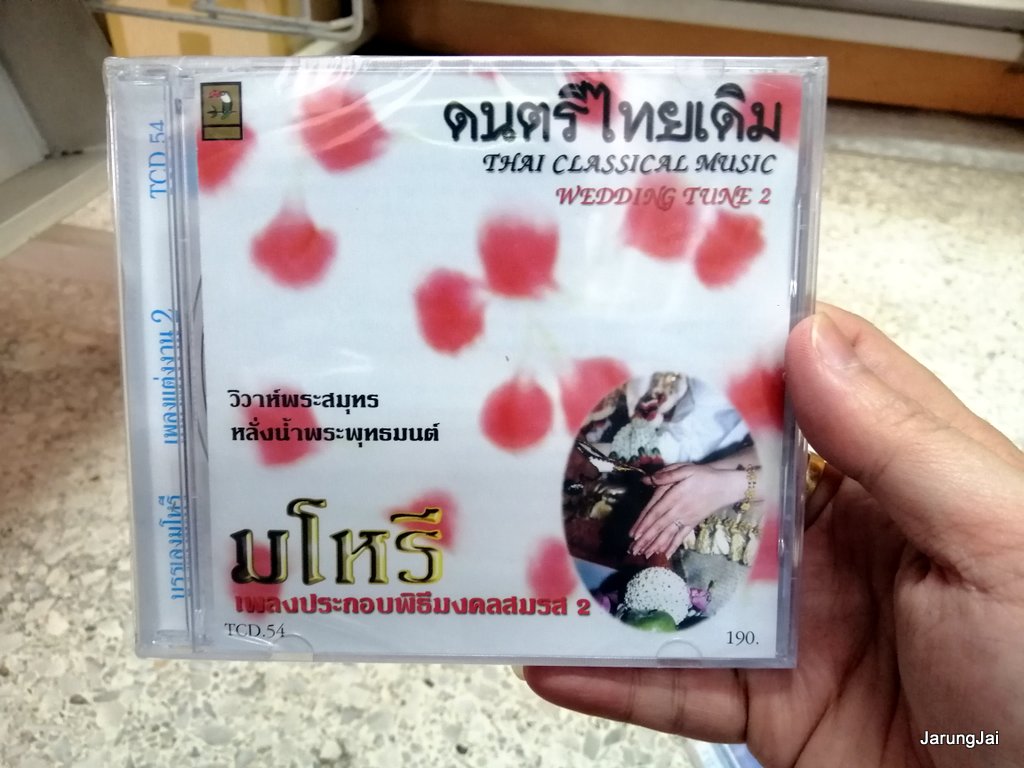 ดนตรีไทยเดิม
THAI CLASSICAL MUSIC
WEDDING TUNE 2
วิวาห์พระสมุทร
หลั่งน้ำพระพุทธมนต์
มโหรี
เพลงประกอบพิธีมงคลสมรส 2
TCD.54
190.
บรรเลงมโหรี เพลงแต่งงาน 2 TCD 54
JarungJai